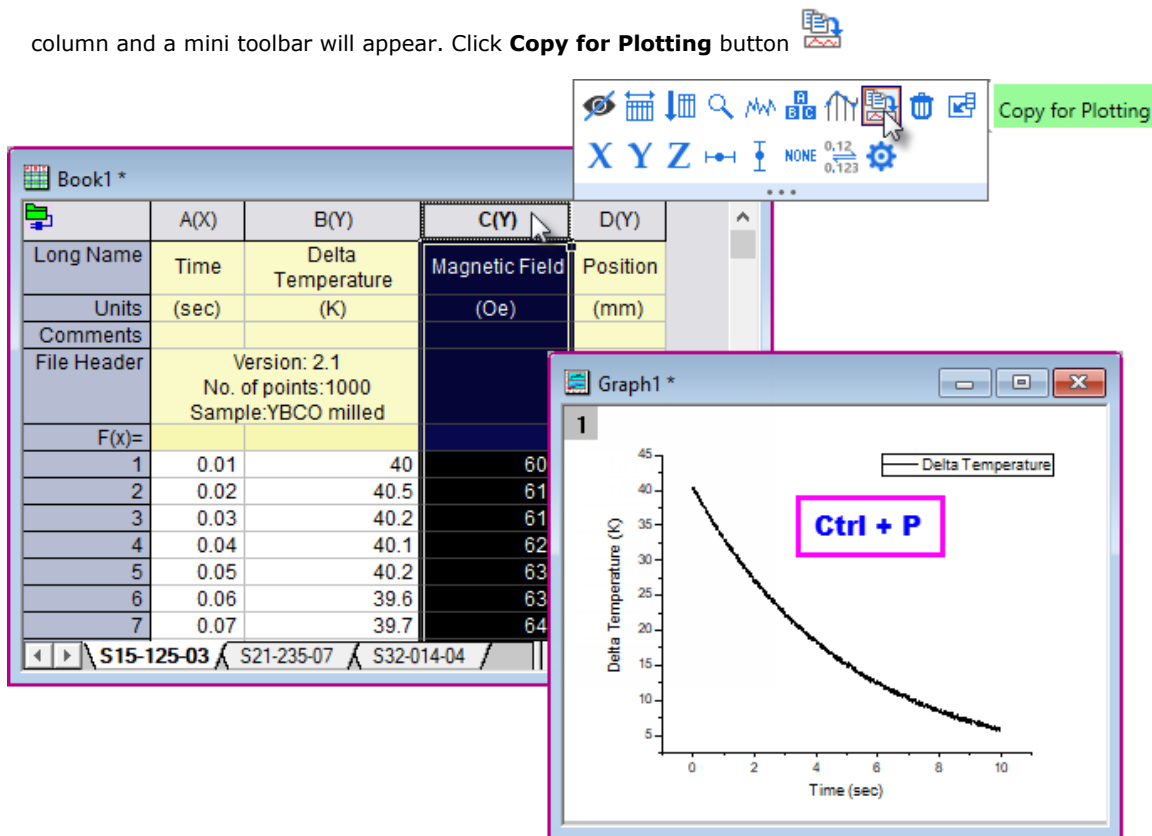 column and a mini toolbar will appear. Click Copy for Plotting button
A
B C
Copy for Plotting
X Y Z NONE 0.12 0.123
Book1 *
A(X) B(Y) C(Y) D(Y)
Long Name Time Delta Temperature Magnetic Field Position
Units (sec) (K) (Oe) (mm)
Comments
File Header Version: 2.1
No. of points:1000
Sample:YBCO milled
F(x)=
1 0.01 40 60
2 0.02 40.5 61
3 0.03 40.2 61
4 0.04 40.1 62
5 0.05 40.2 63
6 0.06 39.6 63
7 0.07 39.7 64
S15-125-03 S21-235-07 S32-014-04
Graph1 *
1
Delta Temperature
Ctrl + P
Delta Temperature (K)
45
40
35
30
25
20
15
10
5
0 2 4 6 8 10
Time (sec)